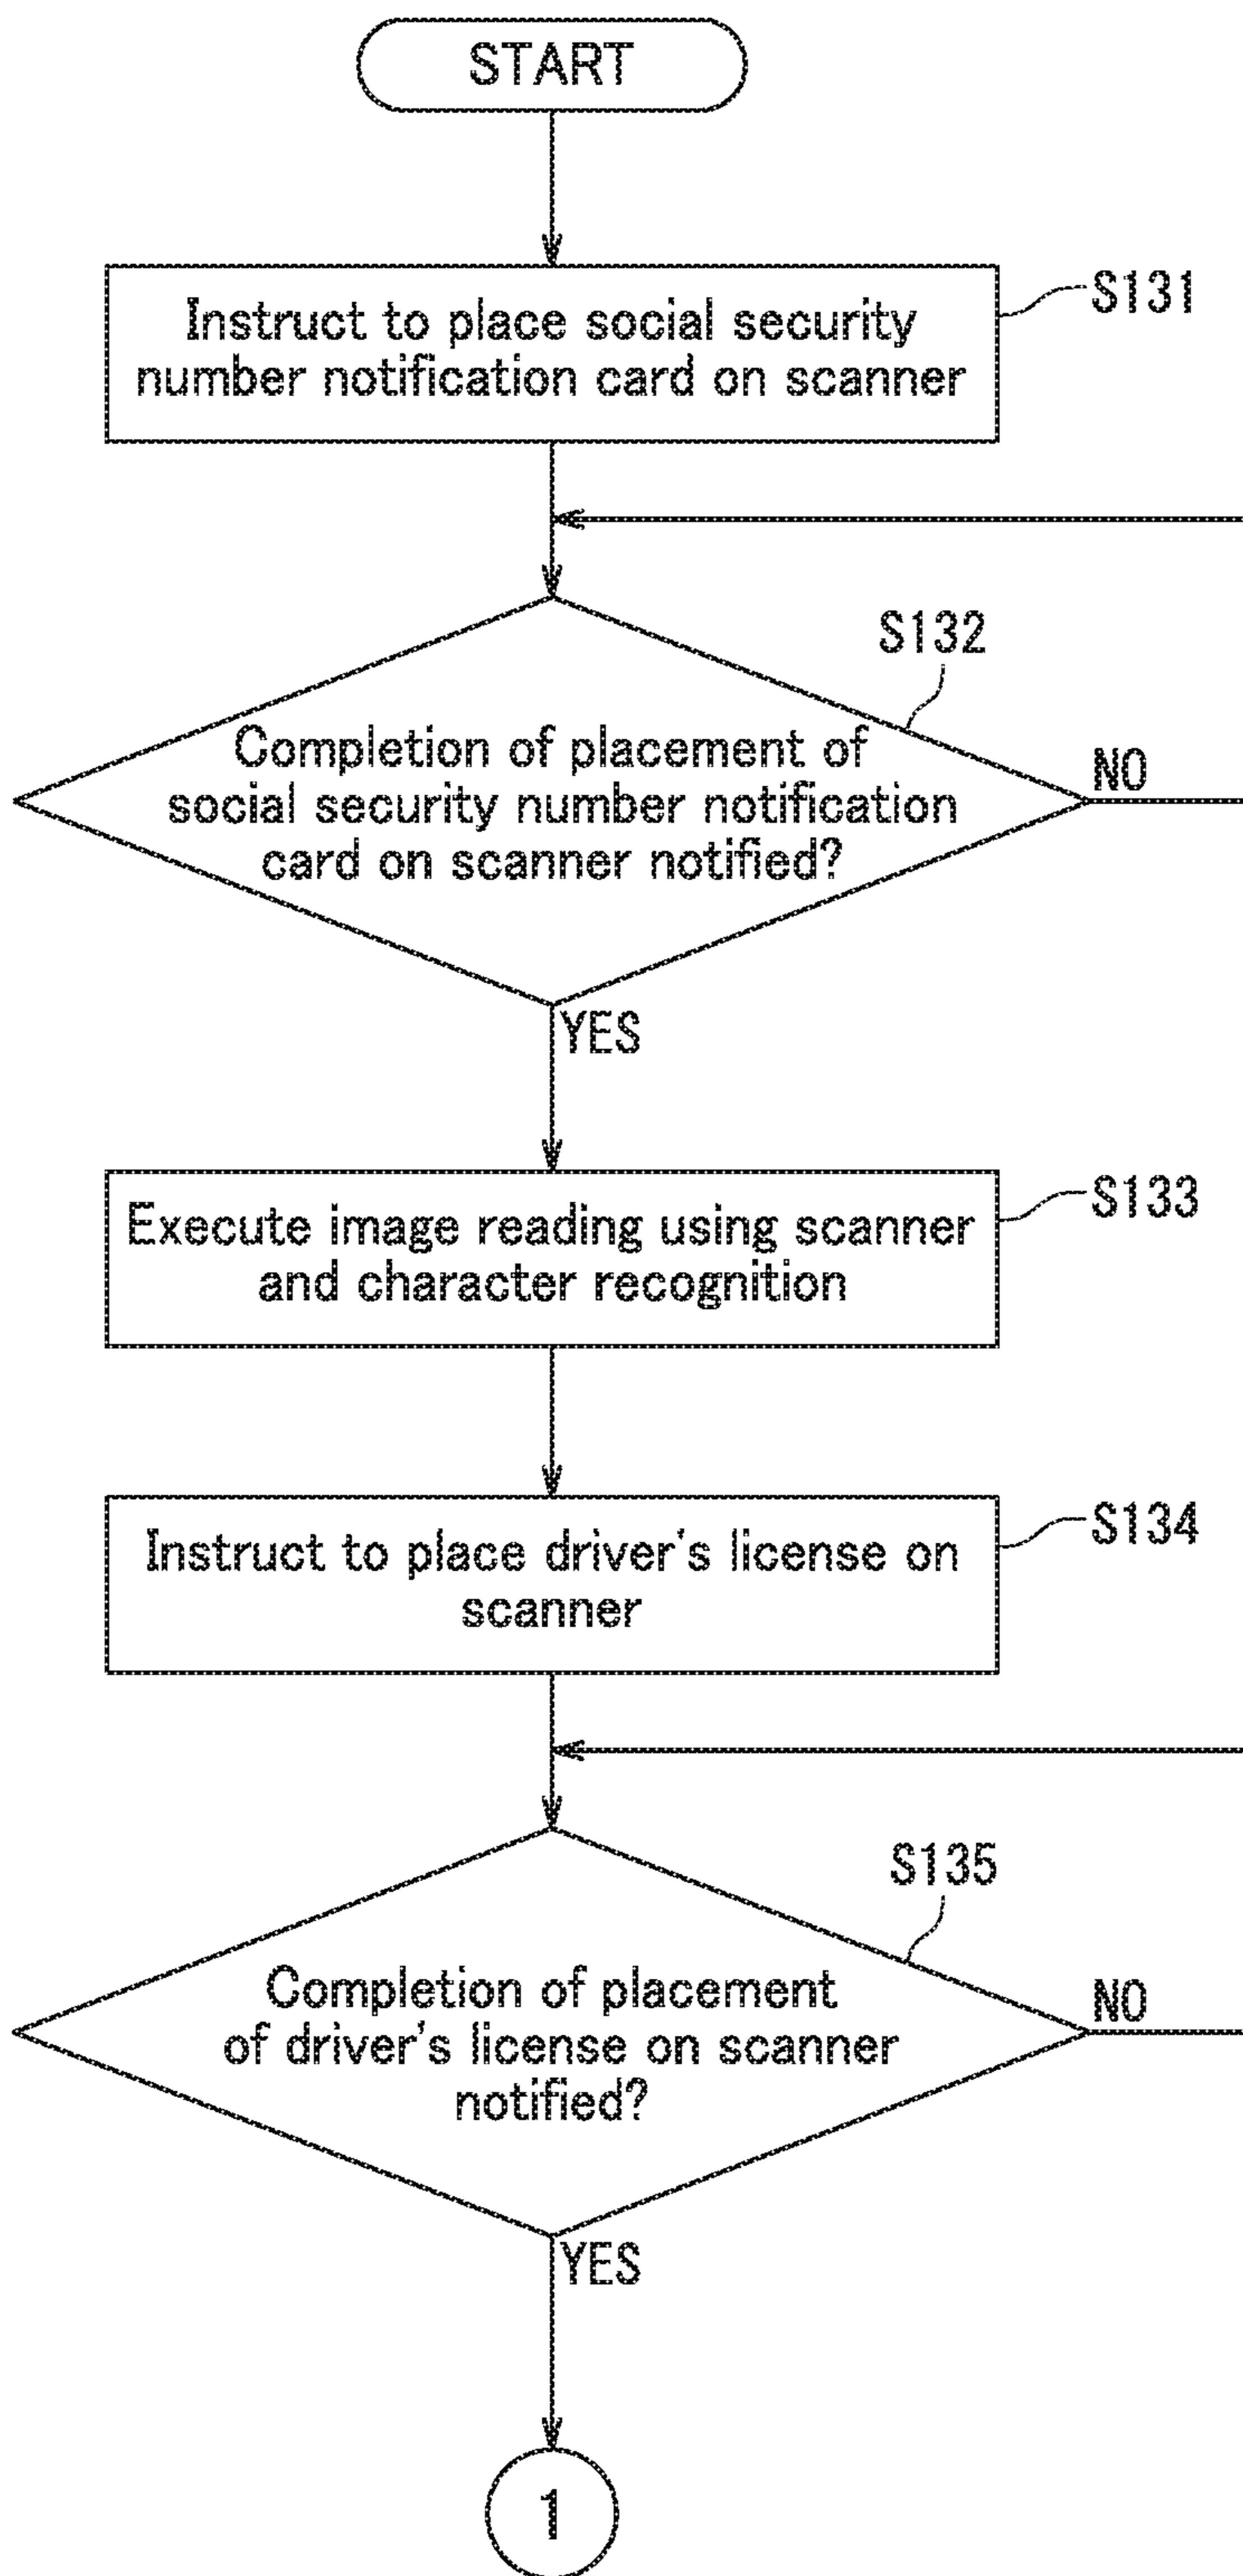 START
S131
Instruct to place social security
number notification card on scanner
S132
Completion of placement of
social security number notification
card on scanner notified?
NO
YES
S133
Execute image reading using scanner
and character recognition
S134
Instruct to place driver's license on
scanner
S135
Completion of placement
of driver's license on scanner
notified?
NO
YES
1